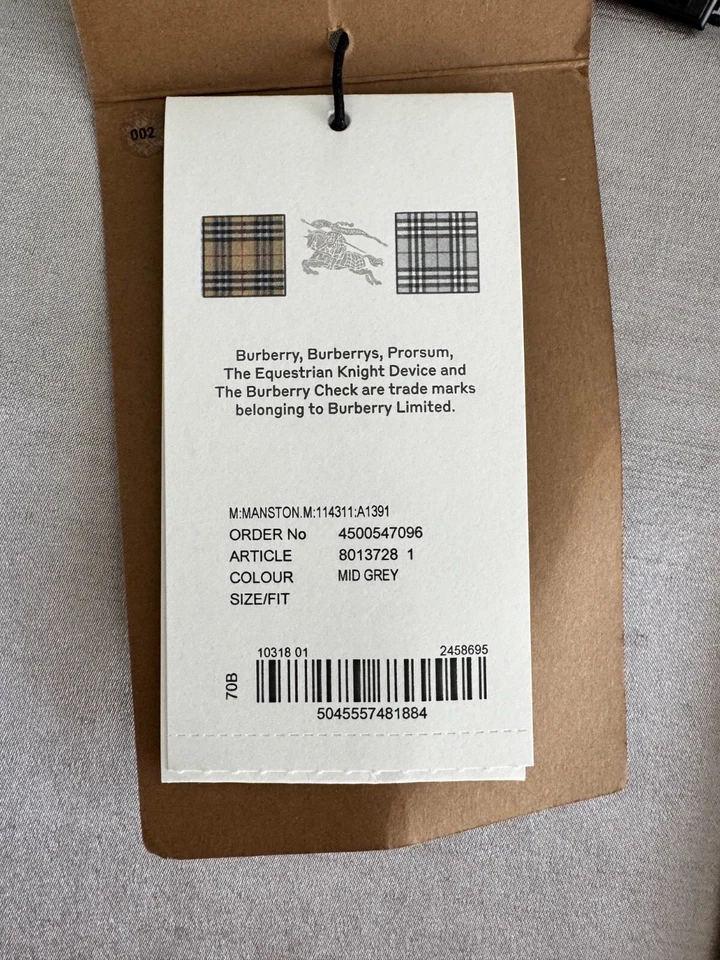 002
Burberry, Burberrys, Prorsum,
The Equestrian Knight Device and
The Burberry Check are trade marks
belonging to Burberry Limited.
M:MANSTON.M:114311:A1391
ORDER No 4500547096
ARTICLE 8013728 1
COLOUR MID GREY
SIZE/FIT
10318 01 2458695
70B
5045557481884